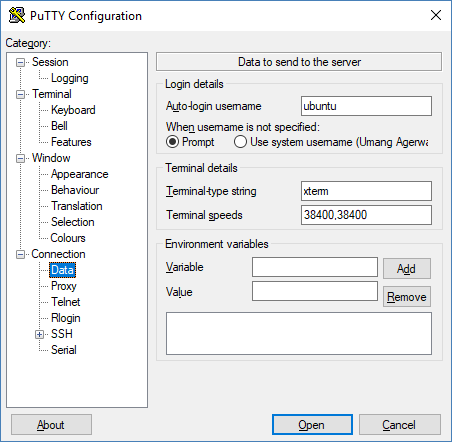 PuTTY Configuration
Category:
Session
Logging
Terminal
Keyboard
Bell
Features
Window
Appearance
Behaviour
Translation
Selection
Colours
Connection
Data
Proxy
Telnet
Rlogin
SSH
Serial
Data to send to the server
Login details
Auto-login username ubuntu
When username is not specified:
Prompt Use system username (Umang Agerwa
Terminal details
Terminal-type string xterm
Terminal speeds 38400,38400
Environment variables
Variable Add
Value Remove
About Open Cancel